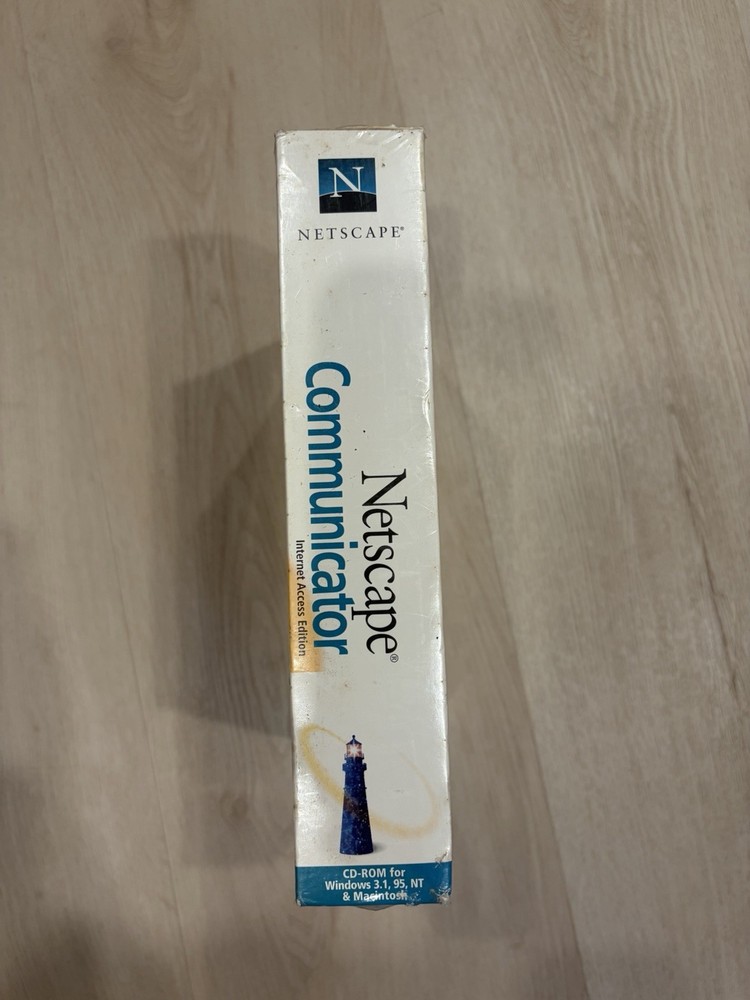 N
NETSCAPE®
Netscape®
Communicator
Internet Access Edition
CD-ROM for
Windows 3.1, 95, NT
& Macintosh